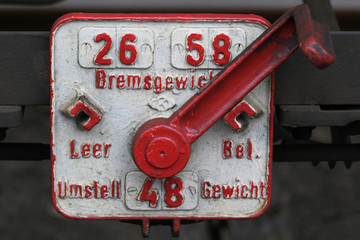 26 58
Bremsgewicht
Leer Bel.
Umstell 48 Gewicht